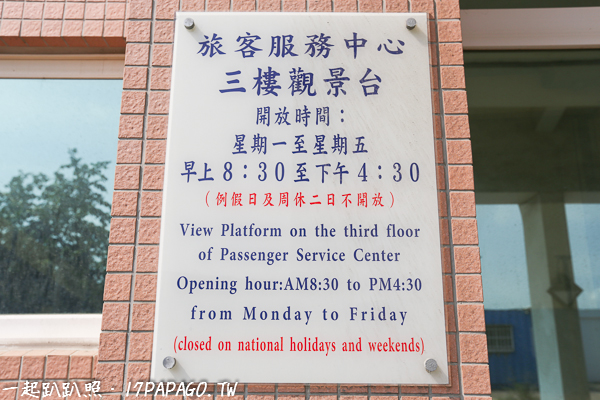 旅客服務中心
三樓觀景台
開放時間：
星期一至星期五
早上8：30至下午4：30
（例假日及周休二日不開放）
View Platform on the third floor
of Passenger Service Center
Opening hour:AM8:30 to PM4:30
from Monday to Friday
(closed on national holidays and weekends)
一起趴趴照·17PAPAGO.TW